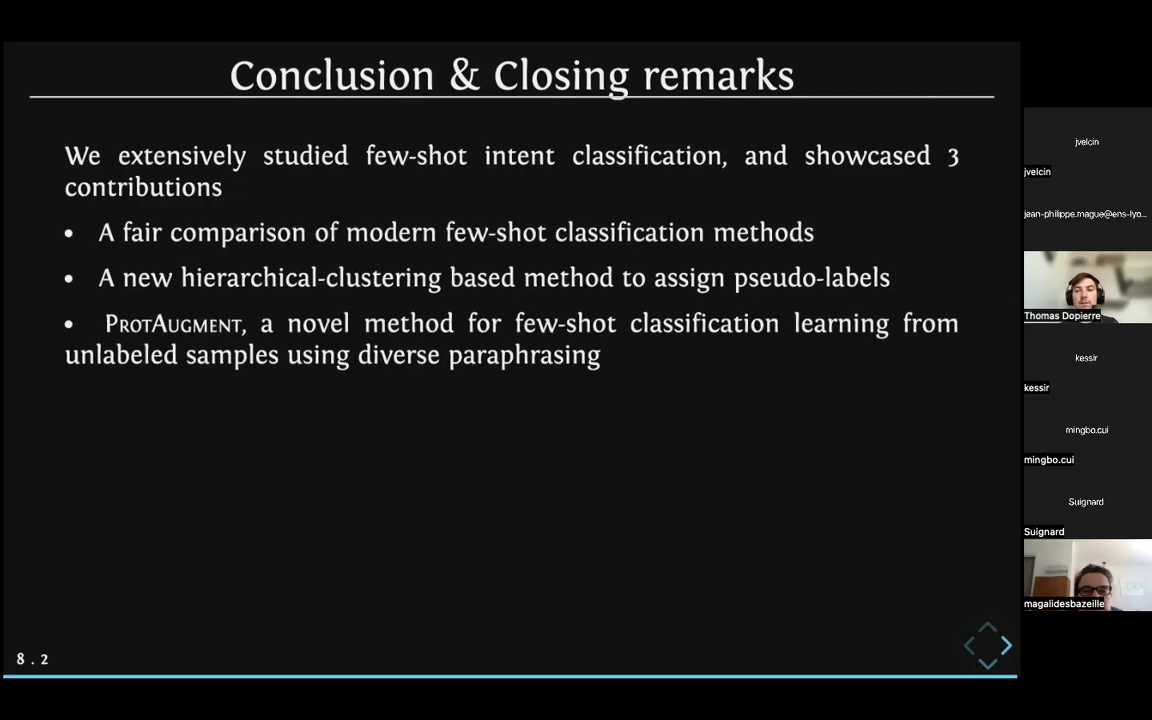 Conclusion & Closing remarks
We extensively studied few-shot intent classification, and showcased 3
contributions
• A fair comparison of modern few-shot classification methods
• A new hierarchical-clustering based method to assign pseudo-labels
• PROTAUGMENT, a novel method for few-shot classification learning from
unlabeled samples using diverse paraphrasing
8 . 2
jvelcin
jvelcin
jean-philippe.mague@ens-lyo...
Thomas Dopierre
kessir
kessir
mingbo.cui
mingbo.cui
Suignard
Suignard
magalidesbazeille